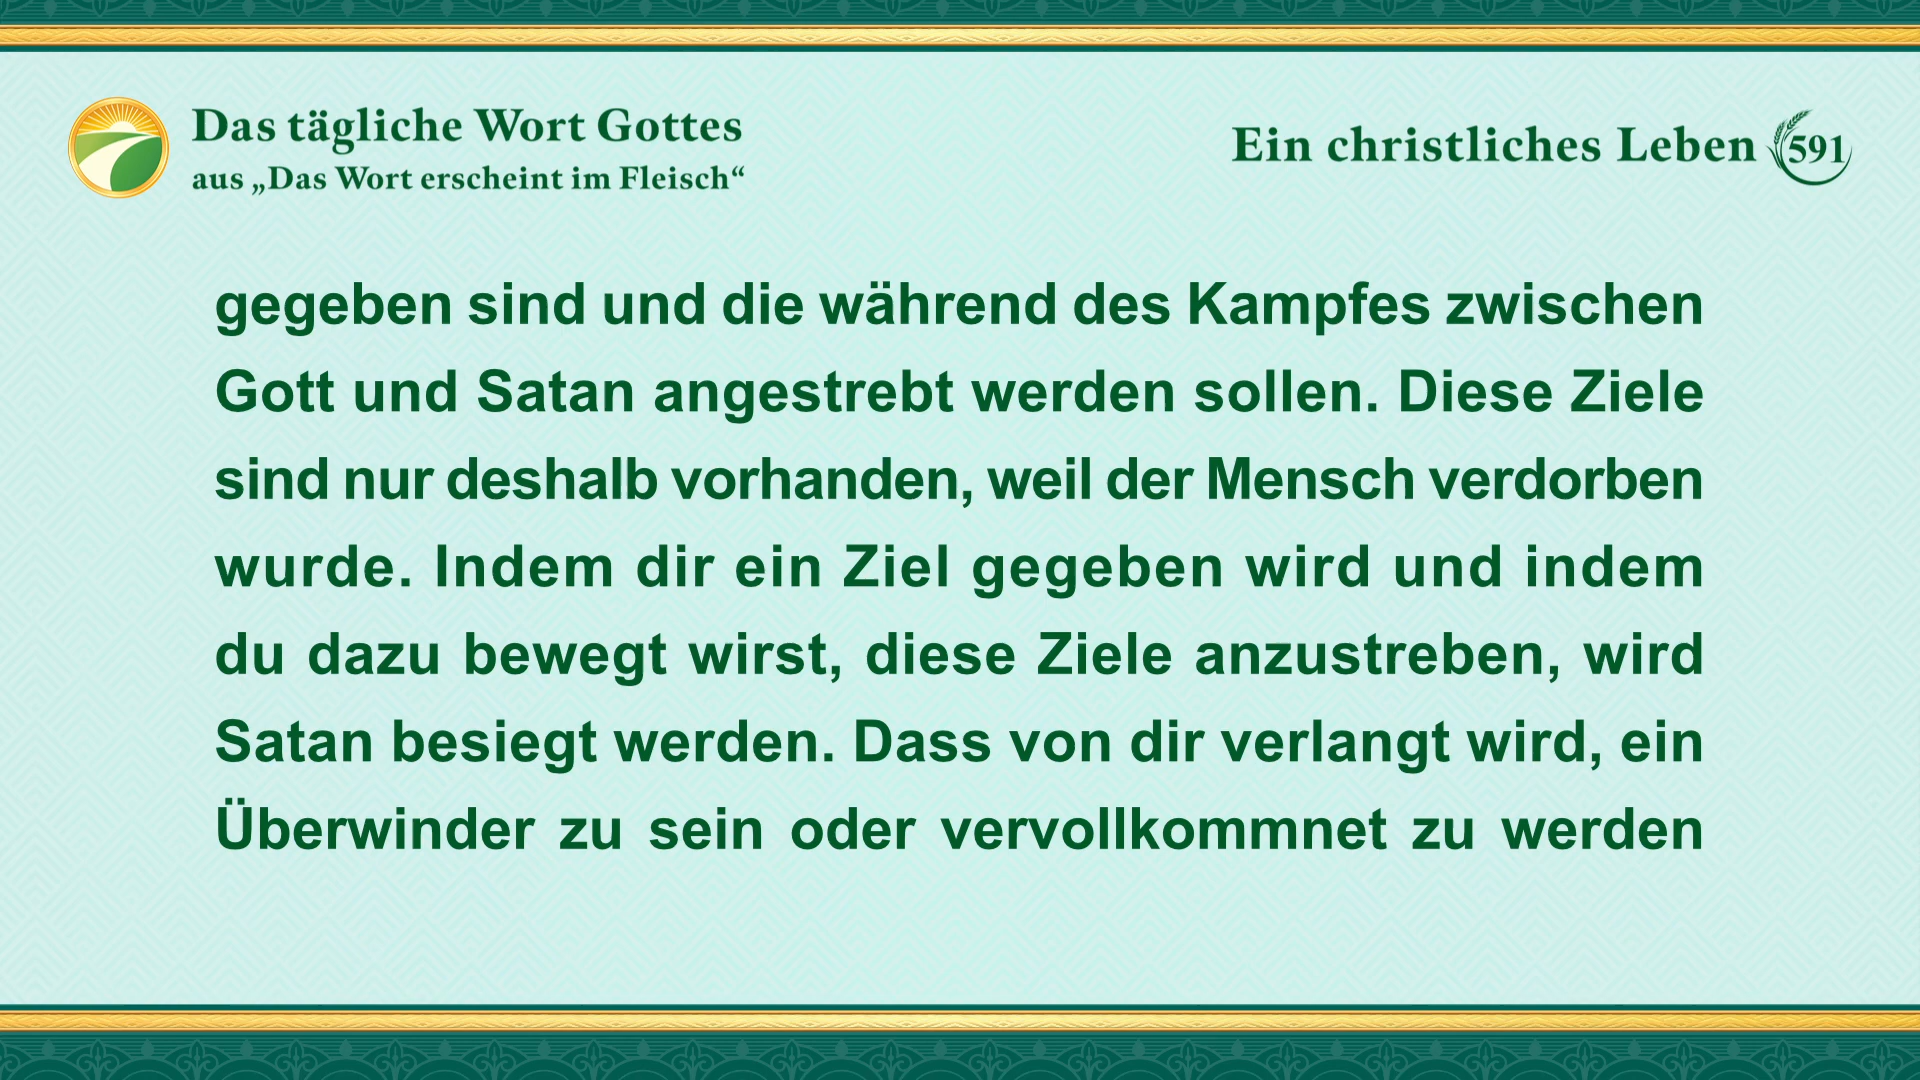 Das tägliche Wort Gottes
aus „Das Wort erscheint im Fleisch“
Ein christliches Leben 591
gegeben sind und die während des Kampfes zwischen
Gott und Satan angestrebt werden sollen. Diese Ziele
sind nur deshalb vorhanden, weil der Mensch verdorben
wurde. Indem dir ein Ziel gegeben wird und indem
du dazu bewegt wirst, diese Ziele anzustreben, wird
Satan besiegt werden. Dass von dir verlangt wird, ein
Überwinder zu sein oder vervollkommnet zu werden